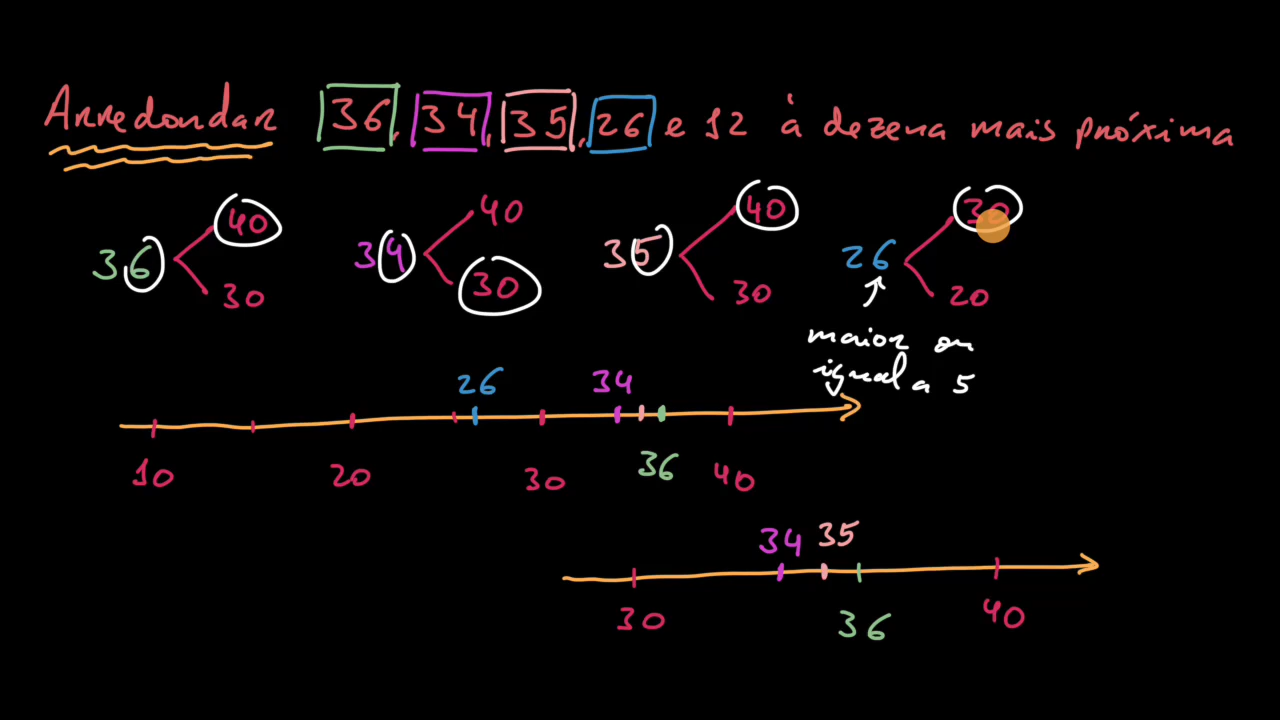 Arredondar 36, 34, 35, 26 e 12 à dezena mais próxima
40 40 40 30
36 34 35 26
30 30 30 20
maior ou
igual a 5
26 34
36
10 20 30 40
34 35
30 36 40